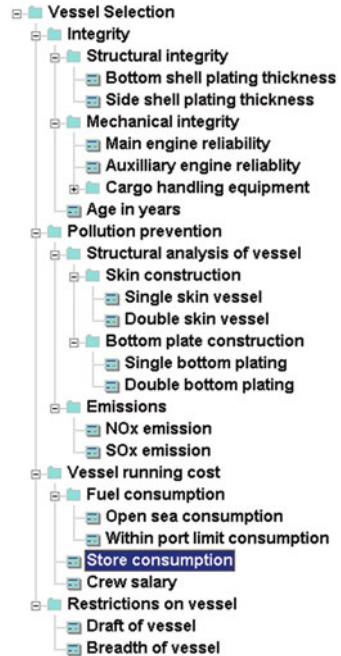 Vessel Selection
Integrity
Structural integrity
Bottom shell plating thickness
Side shell plating thickness
Mechanical integrity
Main engine reliability
Auxilliary engine reliablity
Cargo handling equipment
Age in years
Pollution prevention
Structural analysis of vessel
Skin construction
Single skin vessel
Double skin vessel
Bottom plate construction
Single bottom plating
Double bottom plating
Emissions
NOx emission
SOx emission
Vessel running cost
Fuel consumption
Open sea consumption
Within port limit consumption
Store consumption
Crew salary
Restrictions on vessel
Draft of vessel
Breadth of vessel